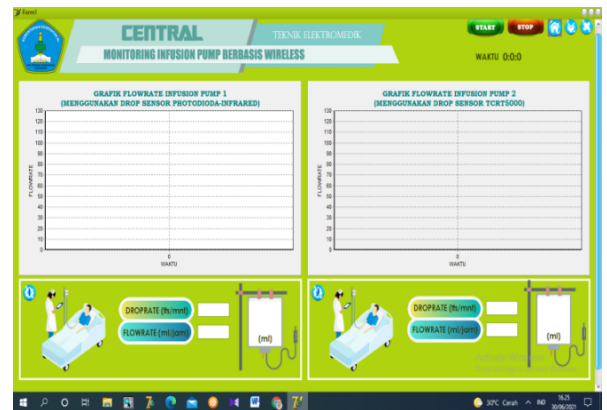 Form1
CENTRAL
TEKNIK ELEKTROMEDIK
MONITORING INFUSION PUMP BERBASIS WIRELESS
START
STOP
WAKTU 0:0:0
GRAFIK FLOWRATE INFUSION PUMP 1
(MENGGUNAKAN DROP SENSOR PHOTODIODA-INFRARED)
130
120
110
100
90
80
70
60
50
40
30
20
10
0
FLOWRATE
0
WAKTU
GRAFIK FLOWRATE INFUSION PUMP 2
(MENGGUNAKAN DROP SENSOR TCRT5000)
130
120
110
100
90
80
70
60
50
40
30
20
10
0
FLOWRATE
0
WAKTU
DROPRATE (tts/mnt)
FLOWRATE (ml/jam)
(ml)
DROPRATE (tts/mnt)
FLOWRATE (ml/jam)
(ml)
Activate Windows
30°C Cerah
IND
16.25
30/06/2021